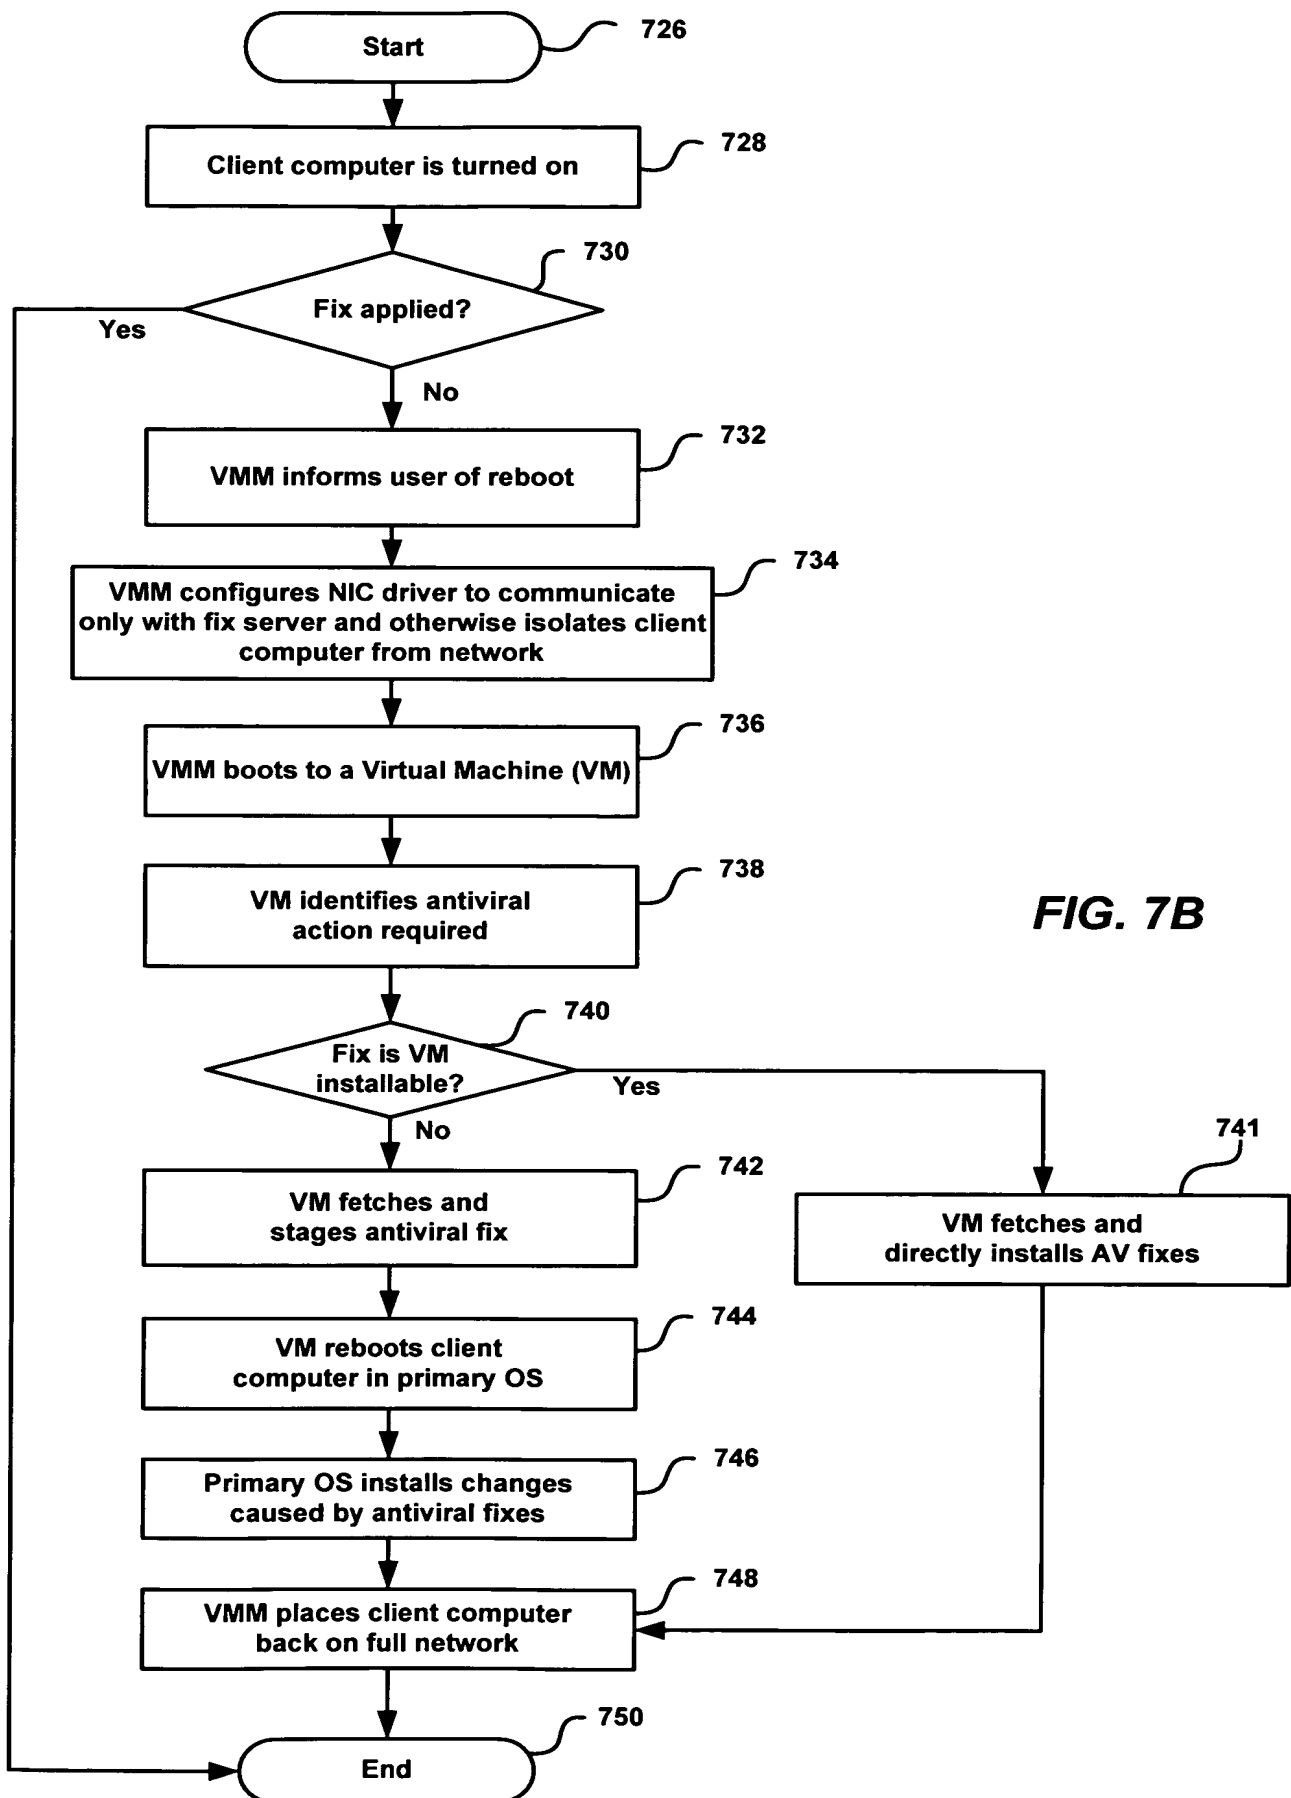 Start
726
Client computer is turned on
728
730
Fix applied?
Yes
No
VMM informs user of reboot
732
734
VMM configures NIC driver to communicate
only with fix server and otherwise isolates client
computer from network
736
VMM boots to a Virtual Machine (VM)
738
VM identifies antiviral
action required
FIG. 7B
740
Fix is VM
installable?
Yes
No
741
742
VM fetches and
stages antiviral fix
VM fetches and
directly installs AV fixes
744
VM reboots client
computer in primary OS
746
Primary OS installs changes
caused by antiviral fixes
748
VMM places client computer
back on full network
750
End